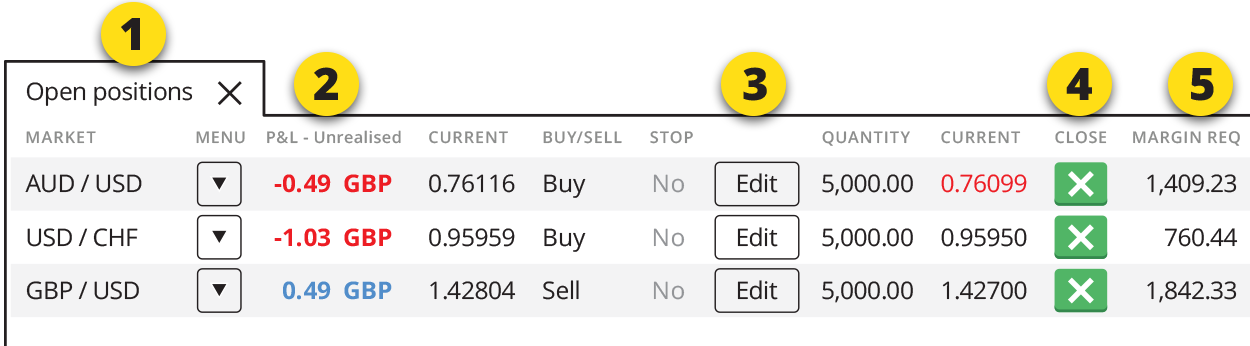 1
2 3 4 5
Open positions ✕
MARKET MENU P&L - Unrealised CURRENT BUY/SELL STOP QUANTITY CURRENT CLOSE MARGIN REQ
AUD / USD ▼ -0.49 GBP 0.76116 Buy No Edit 5,000.00 0.76099 ✕ 1,409.23
USD / CHF ▼ -1.03 GBP 0.95959 Buy No Edit 5,000.00 0.95950 ✕ 760.44
GBP / USD ▼ 0.49 GBP 1.42804 Sell No Edit 5,000.00 1.42700 ✕ 1,842.33